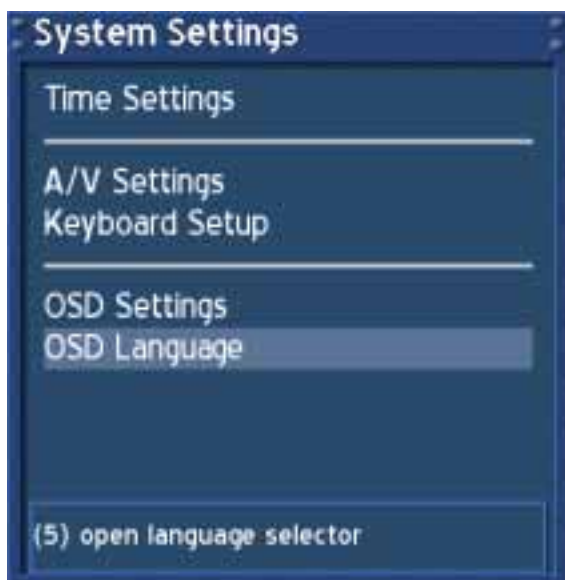 System Settings
Time Settings
A/V Settings
Keyboard Setup
OSD Settings
OSD Language
(5) open language selector